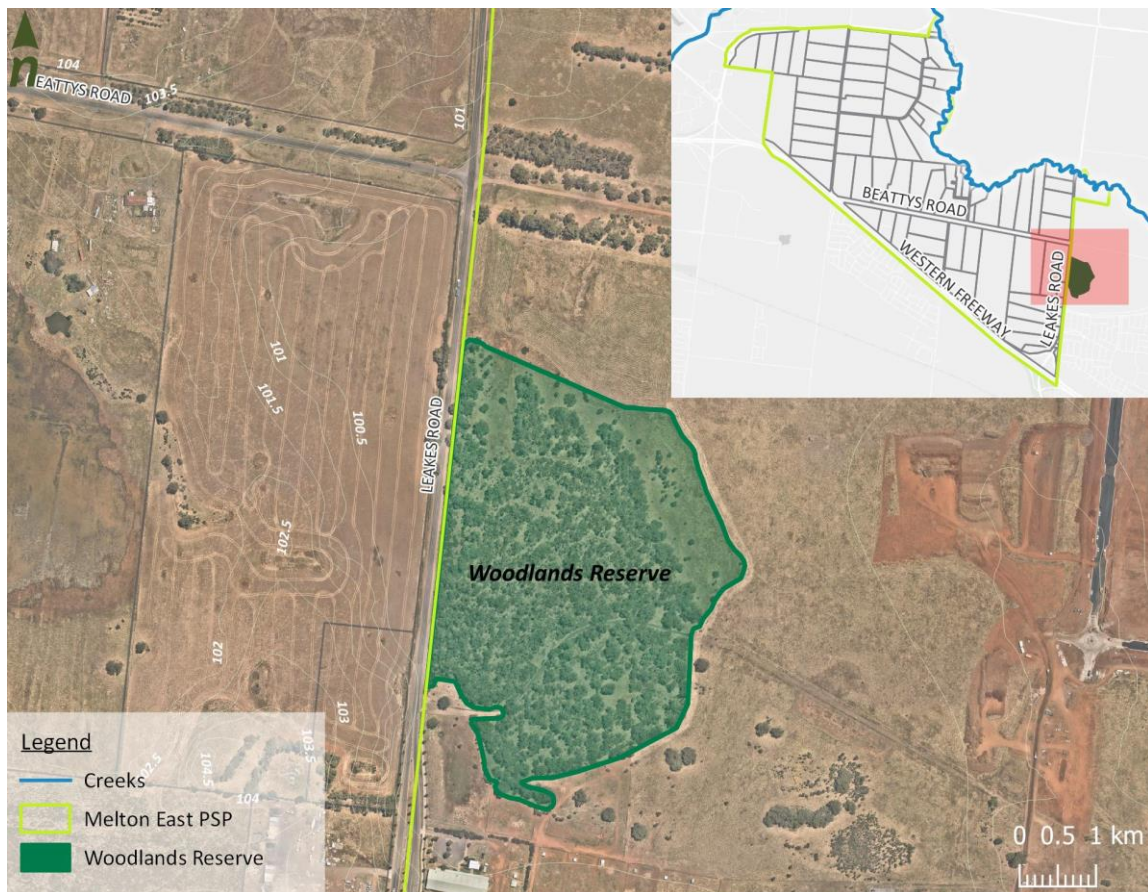 n
104
EATTYS ROAD
103.5
101
BEATTYS ROAD
WESTERN FREEWAY
LEAKES ROAD
101
101.5
100.5
LEAKES ROAD
102.5
Woodlands Reserve
102
103
103.5
104.5
104
Legend
Creeks
Melton East PSP
Woodlands Reserve
0 0.5 1 km